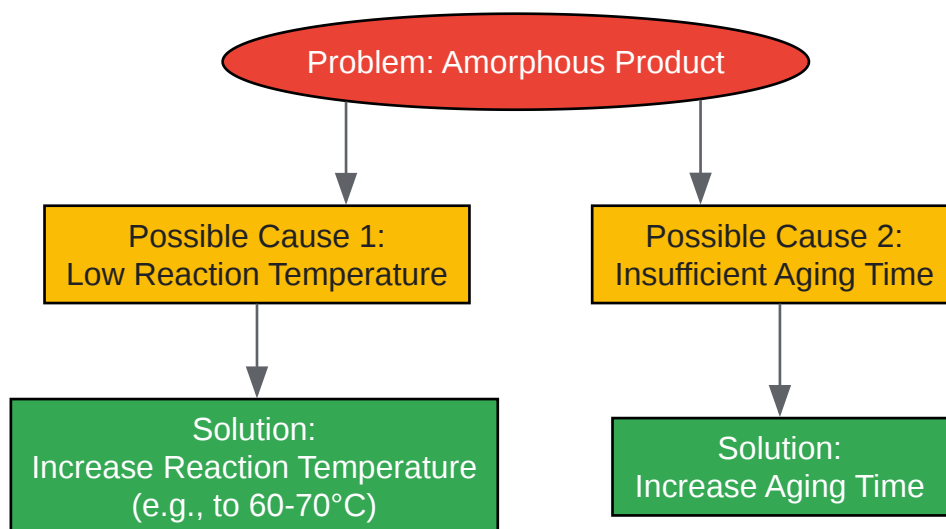 Problem: Amorphous Product
Possible Cause 1:
Low Reaction Temperature
Possible Cause 2:
Insufficient Aging Time
Solution:
Increase Reaction Temperature
(e.g., to 60-70°C)
Solution:
Increase Aging Time